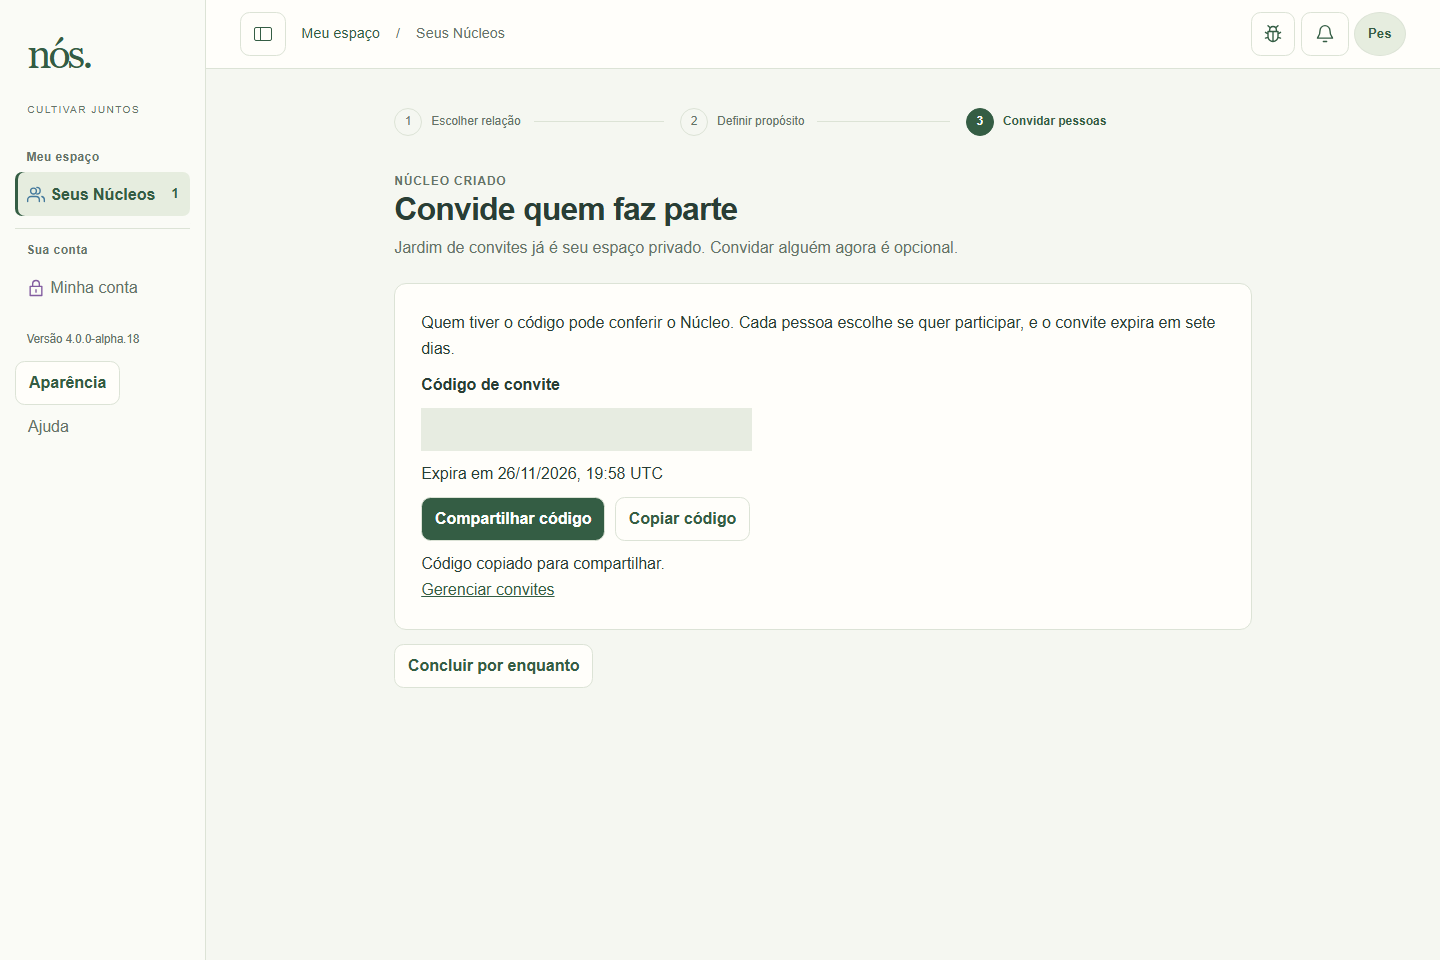 nós.
CULTIVAR JUNTOS
Meu espaço
Seus Núcleos 1
Sua conta
Minha conta
Versão 4.0.0-alpha.18
Aparência
Ajuda
Meu espaço / Seus Núcleos
Pes
1 Escolher relação
2 Definir propósito
3 Convidar pessoas
NÚCLEO CRIADO
Convide quem faz parte
Jardim de convites já é seu espaço privado. Convidar alguém agora é opcional.
Quem tiver o código pode conferir o Núcleo. Cada pessoa escolhe se quer participar, e o convite expira em sete
dias.
Código de convite
Expira em 26/11/2026, 19:58 UTC
Compartilhar código
Copiar código
Código copiado para compartilhar.
Gerenciar convites
Concluir por enquanto